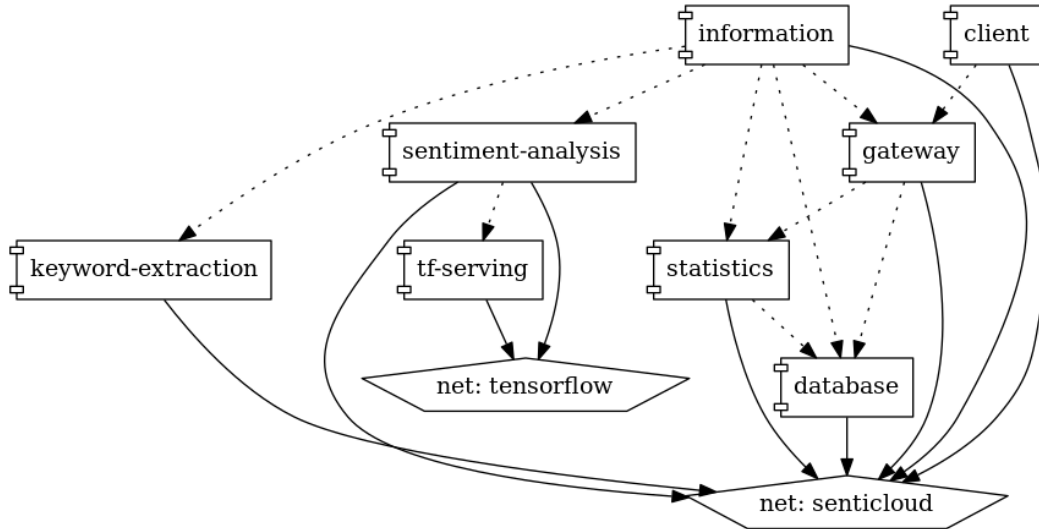 information
client
sentiment-analysis
gateway
keyword-extraction
tf-serving
statistics
net: tensorflow
database
net: senticloud